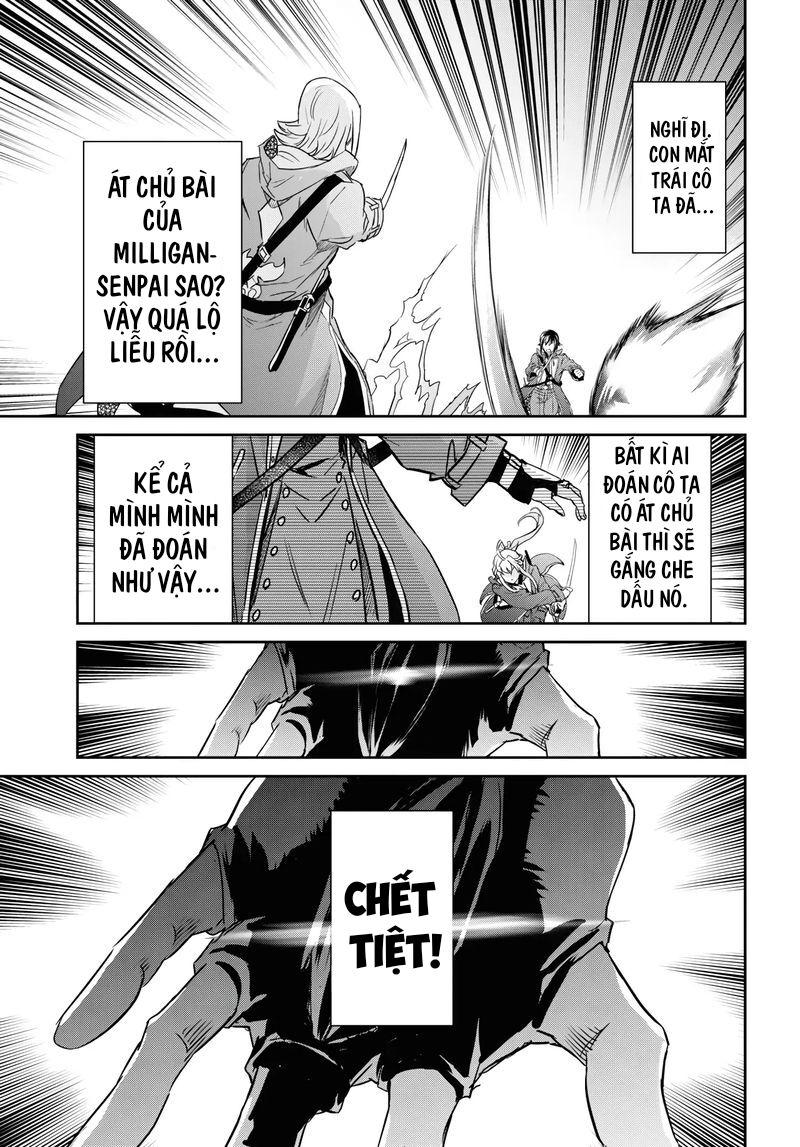 NGHĨ ĐI.
CON MẮT
TRÁI CÔ
TA ĐÃ...
ÁT CHỦ BÀI
CỦA
MILLIGAN-
SENPAI SAO?
VẬY QUÁ LỘ
LIỄU RỒI...
BẤT KÌ AI
ĐOÁN CÔ TA
CÓ ÁT CHỦ
BÀI THÌ SẼ
GẮNG CHE
DẤU NÓ.
KỂ CẢ
MÌNH MÌNH
ĐÃ ĐOÁN
NHƯ VẬY...
CHẾT
TIỆT!